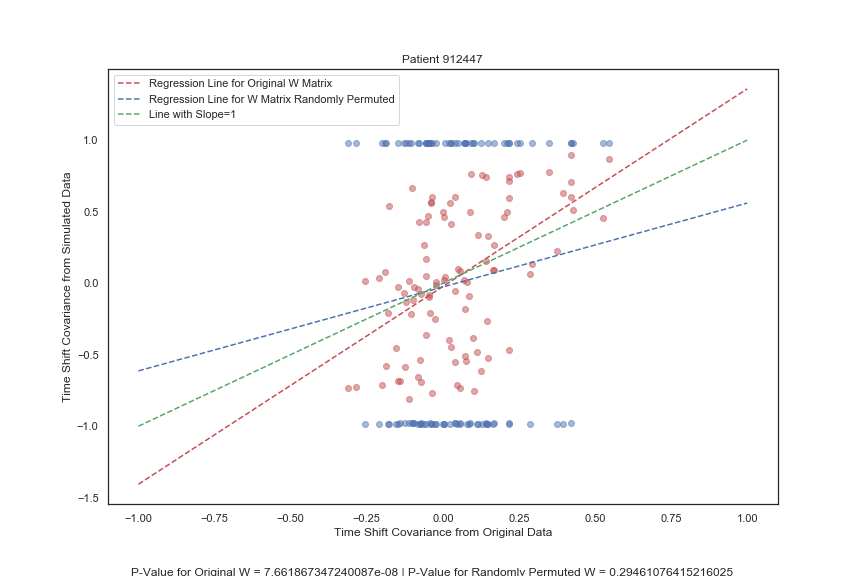 Patient 912447
Regression Line for Original W Matrix
Regression Line for W Matrix Randomly Permuted
Line with Slope=1
1.0
0.5
0.0
−0.5
−1.0
−1.5
Time Shift Covariance from Simulated Data
−1.00 −0.75 −0.50 −0.25 0.00 0.25 0.50 0.75 1.00
Time Shift Covariance from Original Data
P-Value for Original W = 7.661867347240087e-08 | P-Value for Randomly Permuted W = 0.29461076415216025